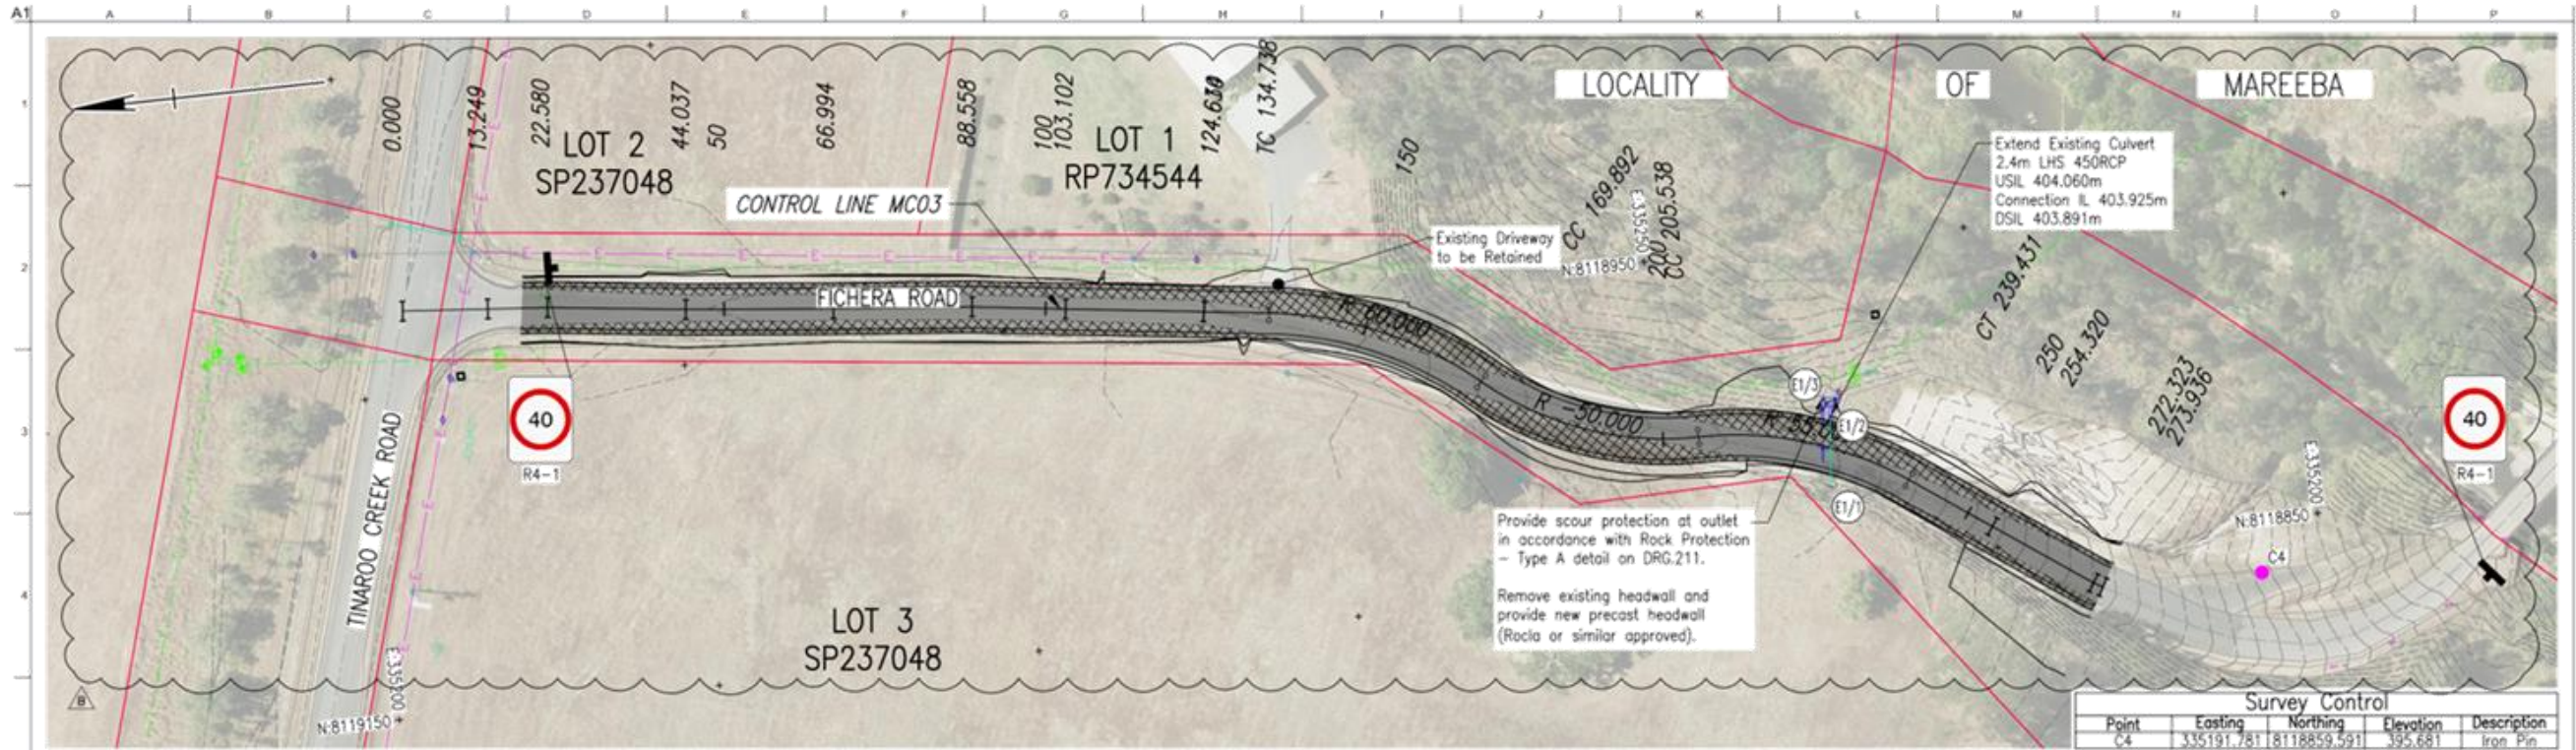 A1
A B C D E F G H I J K L M N O P
1
2
3
4
0.000
13.249
22.580
44.037
50
66.994
88.558
100
103.102
TC 134.738
150
CC 169.892
200
CC 205.538
CT 239.431
250
254.320
272.323
273.936
LOCALITY OF MAREEBA
LOT 2
SP237048
LOT 1
RP734544
CONTROL LINE MC03
Existing Driveway
to be Retained
Extend Existing Culvert
2.4m LHS 450RCP
USIL 404.060m
Connection IL 403.925m
DSIL 403.891m
E:335250
N:8118950
FICHERA ROAD
R 60.000
R -50.000
E1/3
E1/2
E1/1
40
R4-1
40
R4-1
TINAROO CREEK ROAD
Provide scour protection at outlet
in accordance with Rock Protection
- Type A detail on DRG.211.
Remove existing headwall and
provide new precast headwall
(Rocla or similar approved).
E:335200
N:8118850
C4
LOT 3
SP237048
E:335200
N:8119150
B
Survey Control
Point Easting Northing Elevation Description
C4 335191.781 8118859.591 395.681 Iron Pin